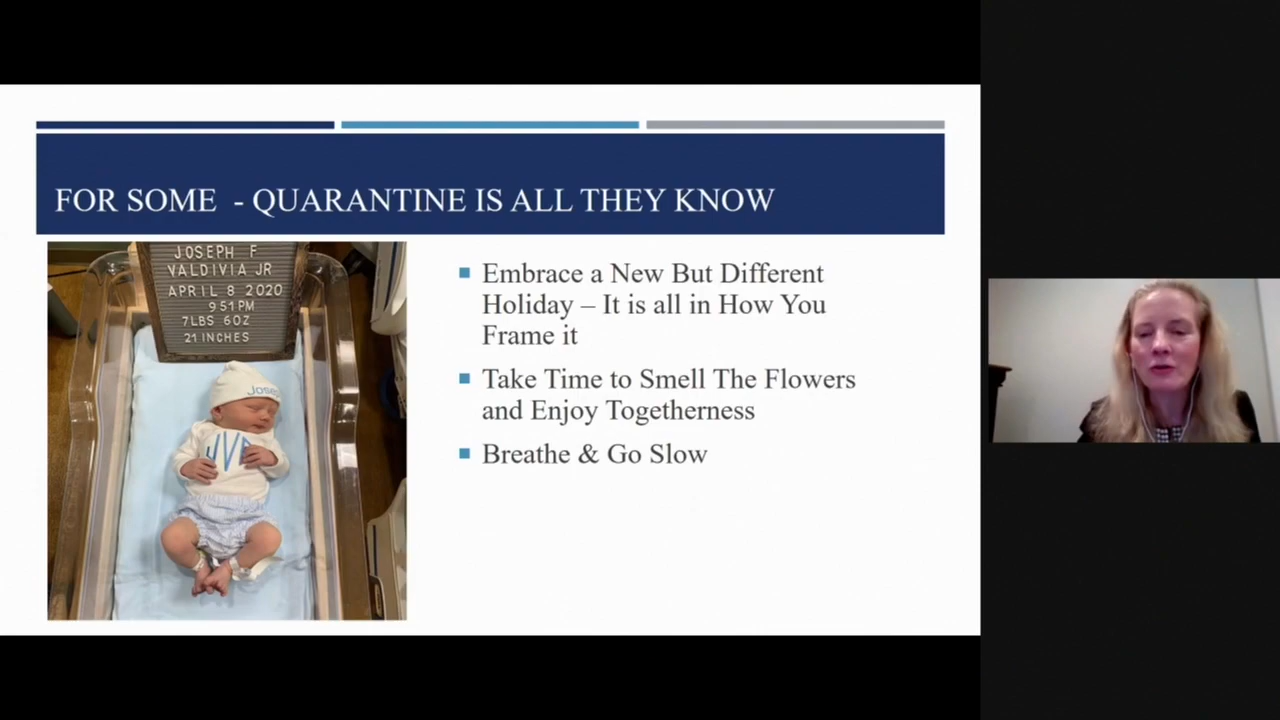 FOR SOME - QUARANTINE IS ALL THEY KNOW
JOSEPH F
VALDIVIA JR
APRIL 8 2020
9 51 PM
7LBS 6OZ
21 INCHES
Jose
JVF
Embrace a New But Different
Holiday – It is all in How You
Frame it
Take Time to Smell The Flowers
and Enjoy Togetherness
Breathe & Go Slow